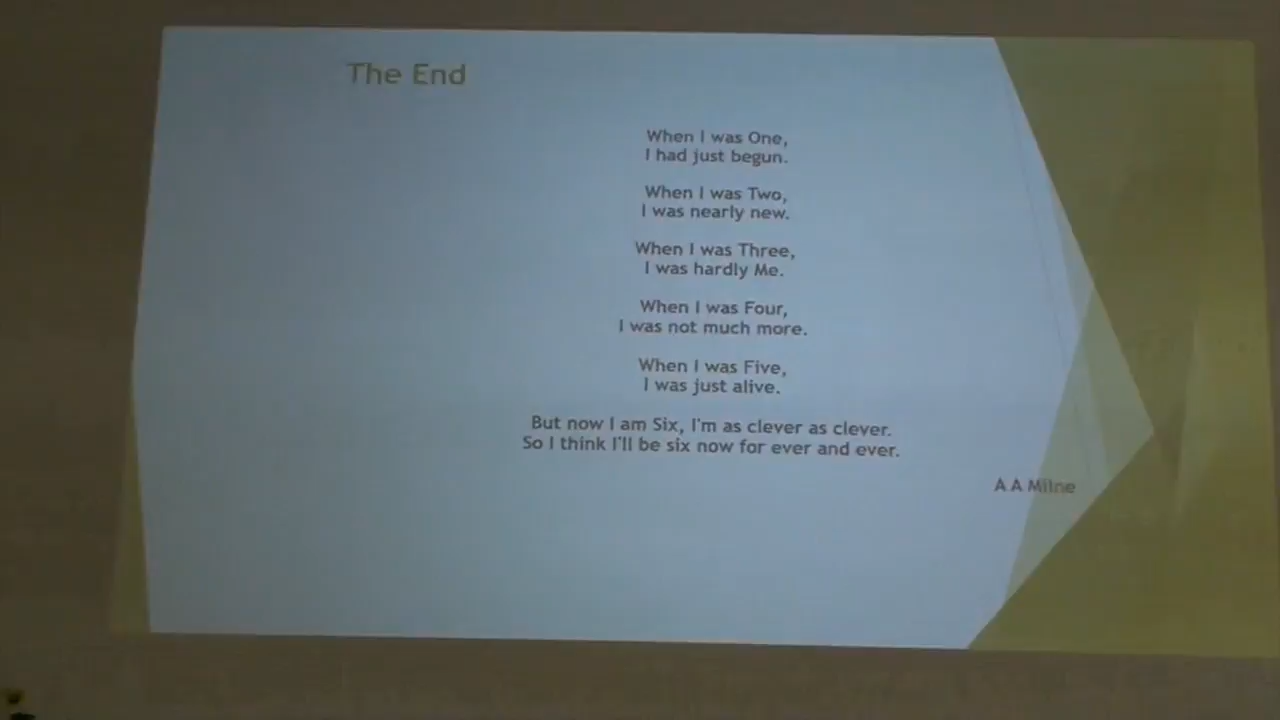 The End
When I was One,
I had just begun.
When I was Two,
I was nearly new.
When I was Three,
I was hardly Me.
When I was Four,
I was not much more.
When I was Five,
I was just alive.
But now I am Six, I'm as clever as clever.
So I think I'll be six now for ever and ever.
A A Milne